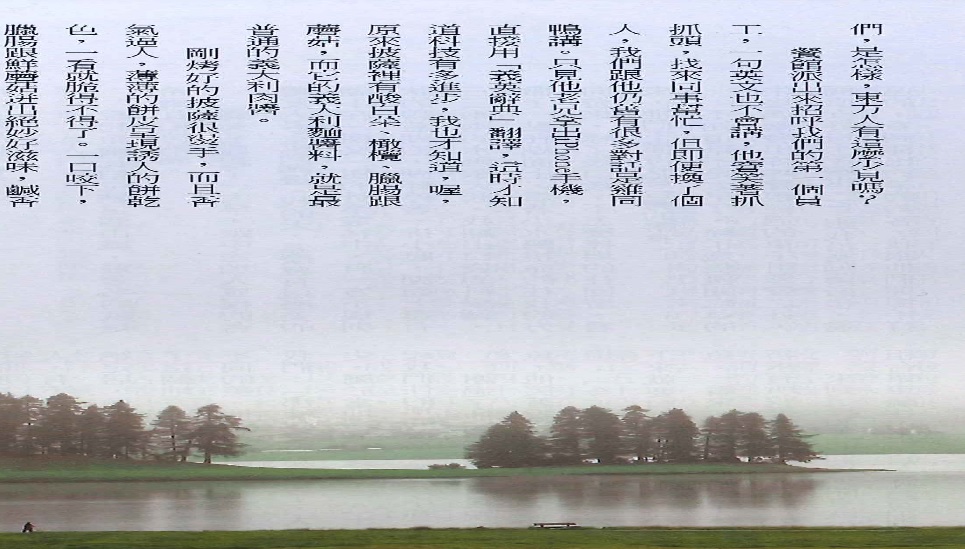 們，是怎樣，東方人有這麼少見嗎？
餐館派出來招呼我們的第一個員
工，一句英文也不會講，他發愁著抓
抓頭，找來同事幫忙，但即便換了個
人，我們跟他仍舊有很多對話是雞同
鴨講。只見他老兄拿出iPhone手機，
直接用「義英辭典」翻譯，這時才知
道科技有多進步，我也才知道，喔，
原來披薩裡有酸白菜、橄欖、臘腸跟
蘑菇，而它的義大利麵醬料，就是最
普通的義大利肉醬。
剛烤好的披薩很燙手，而且香
氣逼人，薄薄的餅皮呈現誘人的餅乾
色，一看就脆得不得了。一口咬下，
臘腸跟鮮蘑菇迸出絕妙好滋味，鹹香